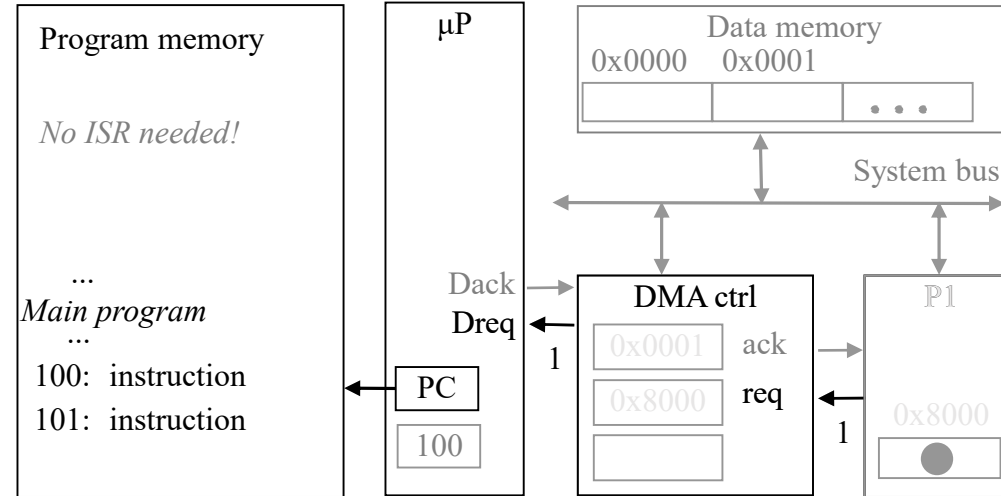 Program memory
No ISR needed!
...
Main program
...
100: instruction
101: instruction
μP
Dack
Dreq
PC
100
Data memory
0x0000 0x0001
...
System bus
1
DMA ctrl
0x0001
ack
0x8000
req
1
ℙ1
0x8000